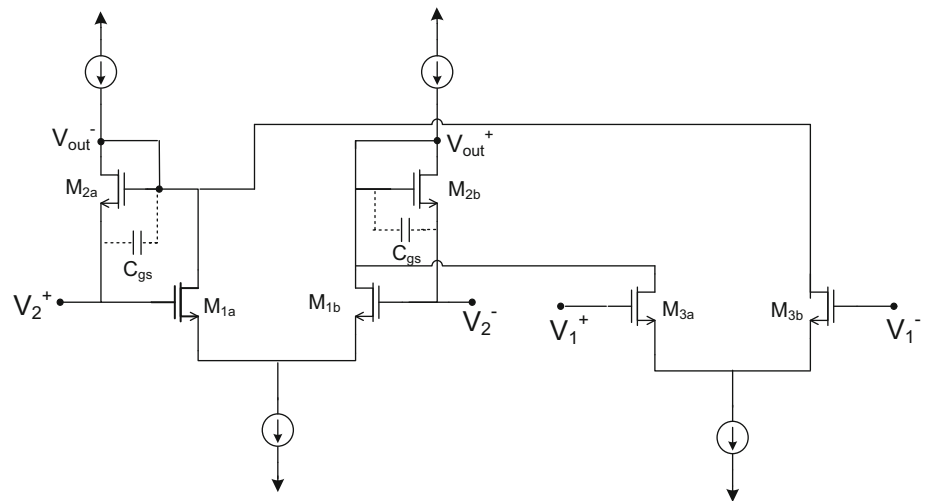 Vout-
Vout+
M2a
M2b
Cgs
Cgs
V2+
M1a
M1b
V2-
V1+
M3a
M3b
V1-